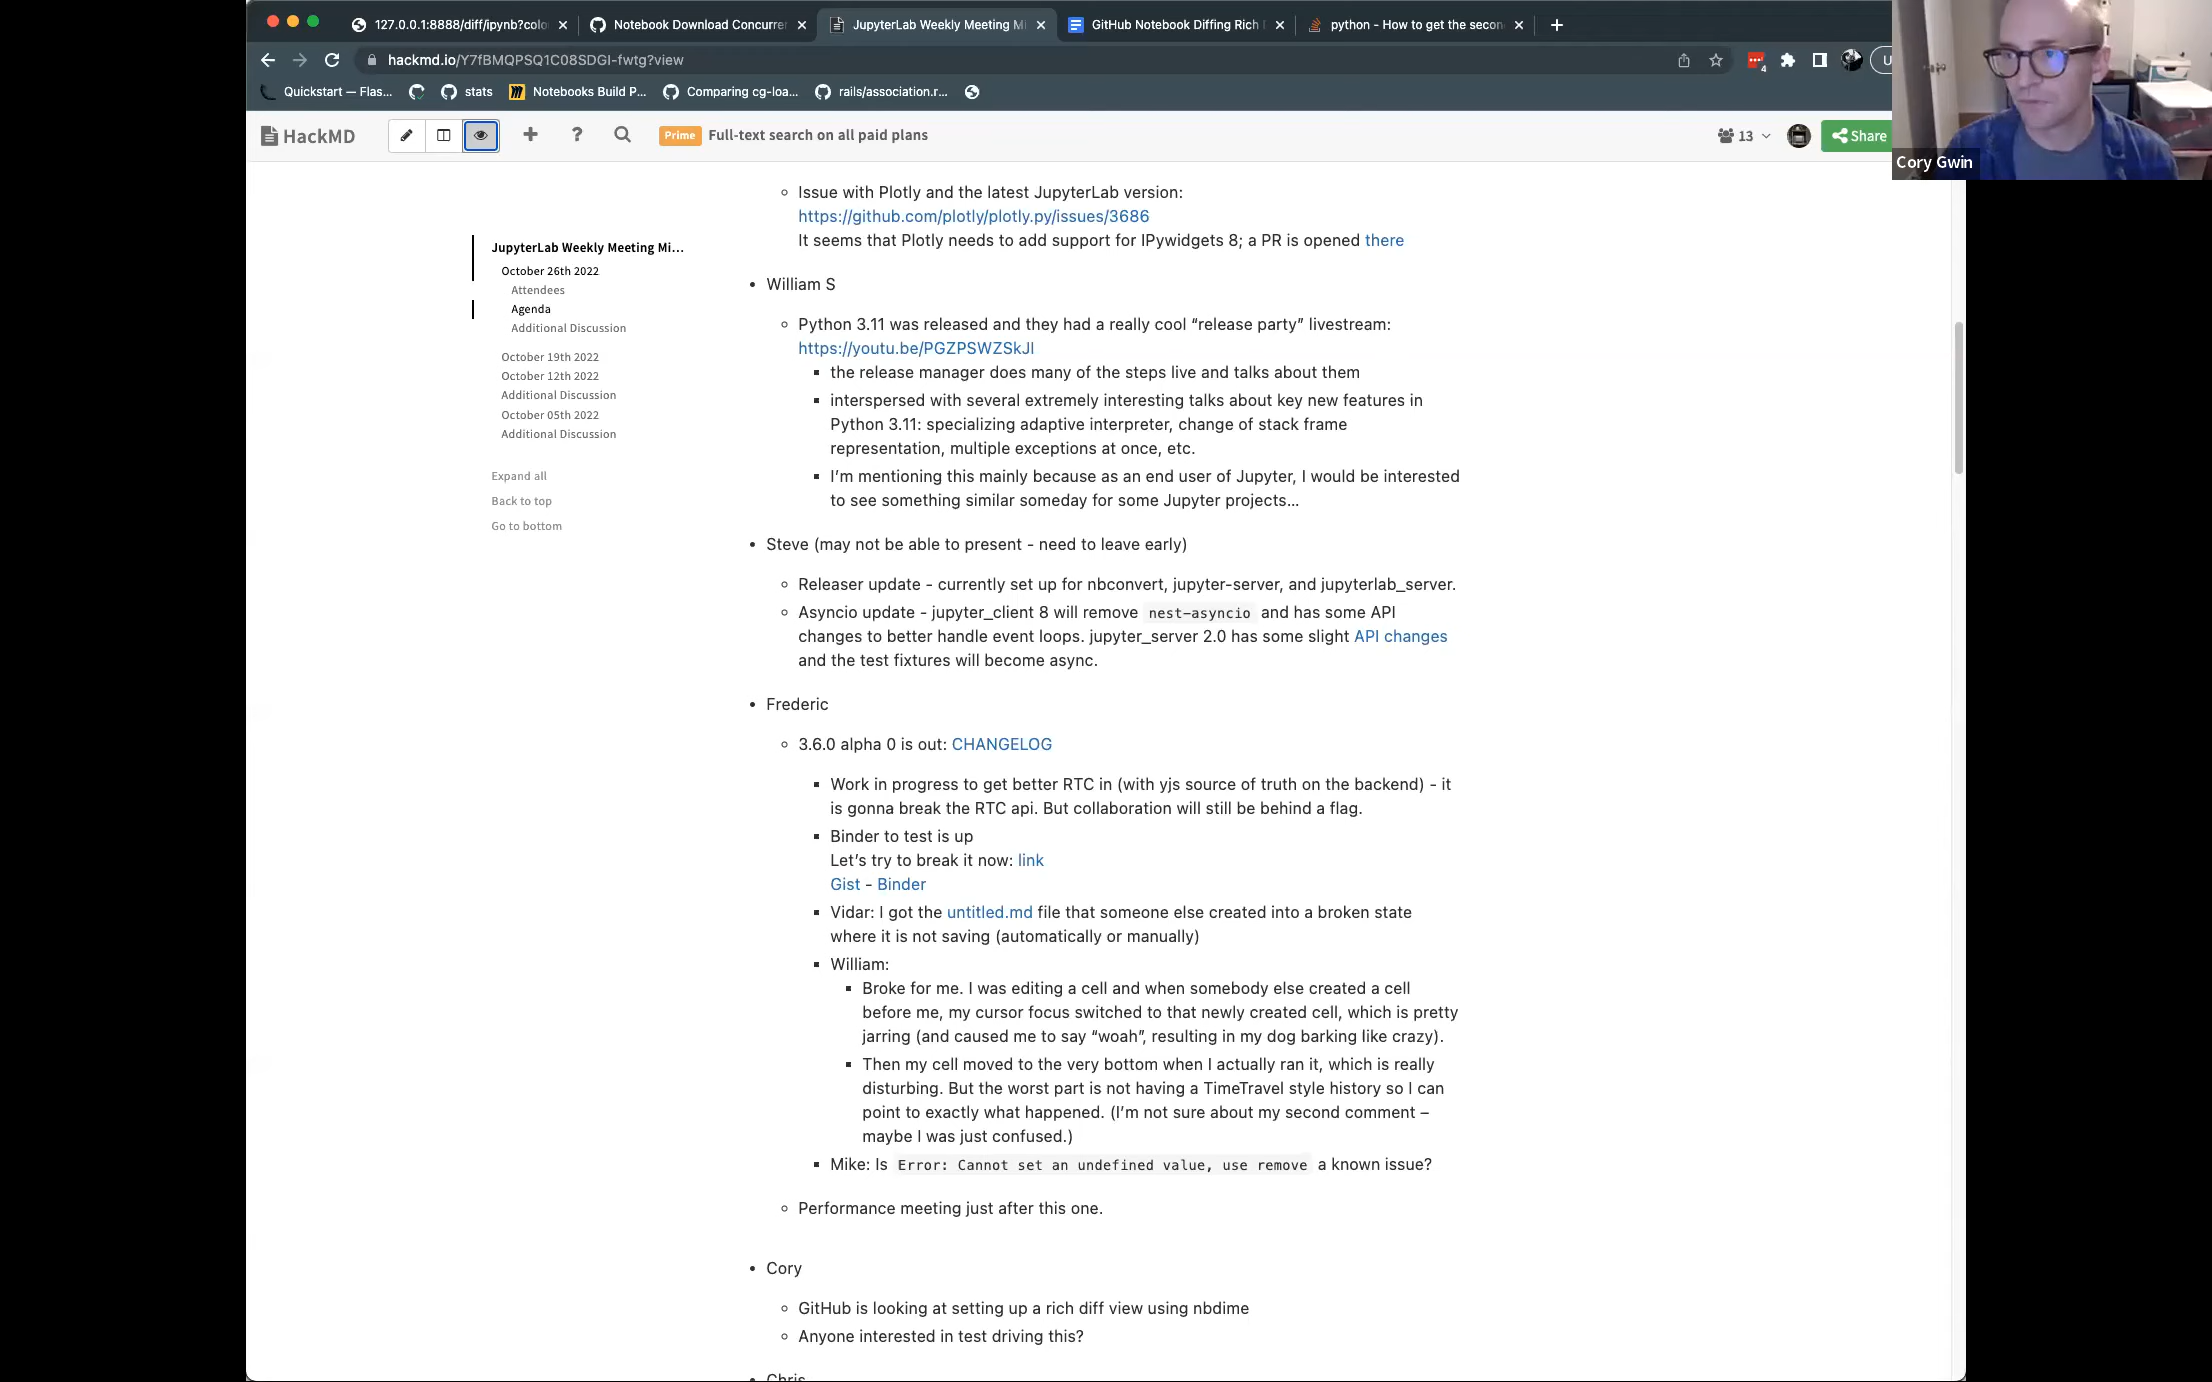 127.0.0.1:8888/diff/ipynb?colo
Notebook Download Concurrer
JupyterLab Weekly Meeting Mi
GitHub Notebook Diffing Rich
python - How to get the secon
hackmd.io/Y7fBMQPSQ1C08SDGI-fwtg?view
4
U
Quickstart — Flas...
stats
Notebooks Build P...
Comparing cg-loa...
rails/association.r...
HackMD
Prime Full-text search on all paid plans
13
Share
Cory Gwin
JupyterLab Weekly Meeting Mi...
October 26th 2022
Attendees
Agenda
Additional Discussion
October 19th 2022
October 12th 2022
Additional Discussion
October 05th 2022
Additional Discussion
Expand all
Back to top
Go to bottom
Issue with Plotly and the latest JupyterLab version:
https://github.com/plotly/plotly.py/issues/3686
It seems that Plotly needs to add support for IPywidgets 8; a PR is opened there
William S
Python 3.11 was released and they had a really cool “release party” livestream:
https://youtu.be/PGZPSWZSkJI
the release manager does many of the steps live and talks about them
interspersed with several extremely interesting talks about key new features in
Python 3.11: specializing adaptive interpreter, change of stack frame
representation, multiple exceptions at once, etc.
I’m mentioning this mainly because as an end user of Jupyter, I would be interested
to see something similar someday for some Jupyter projects…
Steve (may not be able to present - need to leave early)
Releaser update - currently set up for nbconvert, jupyter-server, and jupyterlab_server.
Asyncio update - jupyter_client 8 will remove nest-asyncio and has some API
changes to better handle event loops. jupyter_server 2.0 has some slight API changes
and the test fixtures will become async.
Frederic
3.6.0 alpha 0 is out: CHANGELOG
Work in progress to get better RTC in (with yjs source of truth on the backend) - it
is gonna break the RTC api. But collaboration will still be behind a flag.
Binder to test is up
Let’s try to break it now: link
Gist - Binder
Vidar: I got the untitled.md file that someone else created into a broken state
where it is not saving (automatically or manually)
William:
Broke for me. I was editing a cell and when somebody else created a cell
before me, my cursor focus switched to that newly created cell, which is pretty
jarring (and caused me to say “woah”, resulting in my dog barking like crazy).
Then my cell moved to the very bottom when I actually ran it, which is really
disturbing. But the worst part is not having a TimeTravel style history so I can
point to exactly what happened. (I’m not sure about my second comment –
maybe I was just confused.)
Mike: Is Error: Cannot set an undefined value, use remove a known issue?
Performance meeting just after this one.
Cory
GitHub is looking at setting up a rich diff view using nbdime
Anyone interested in test driving this?
Chris